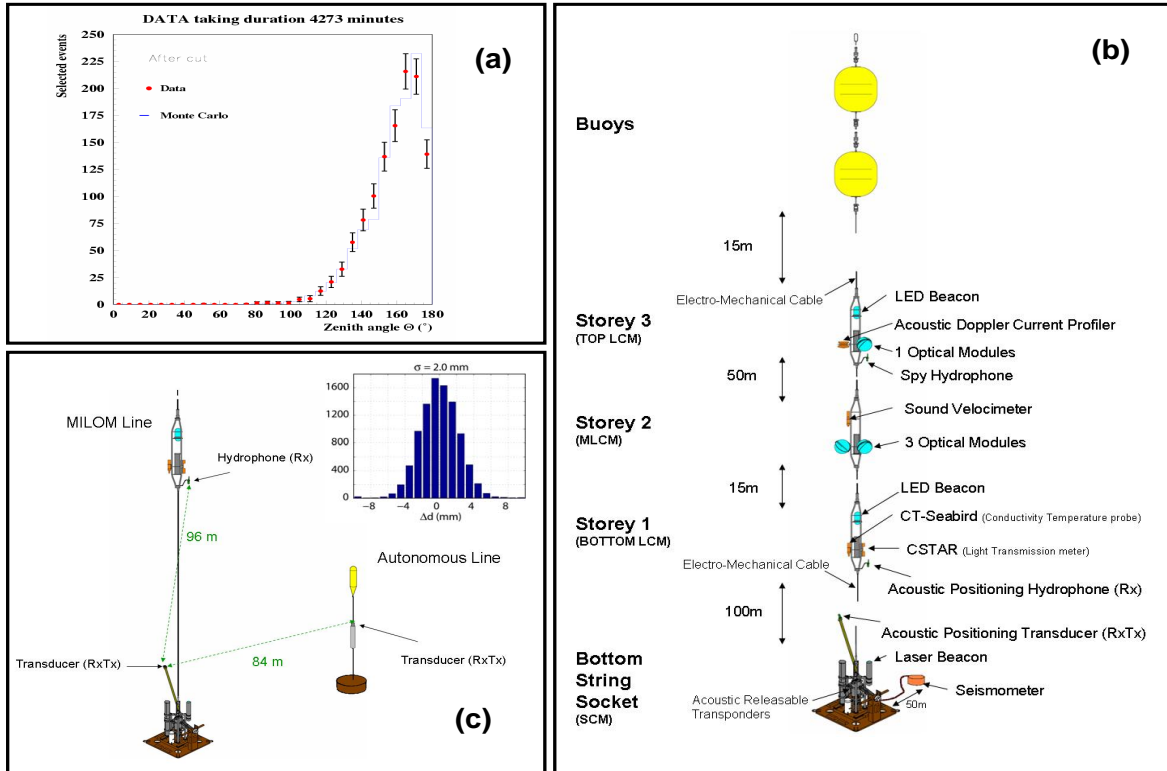 DATA taking duration 4273 minutes
(a)
Selected events
250
225
200
175
150
125
100
75
50
25
0
After cut
Data
Monte Carlo
0 20 40 60 80 100 120 140 160 180
Zenith angle Θ (°)
(c)
MILOM Line
Hydrophone (Rx)
96 m
Transducer (RxTx)
84 m
Autonomous Line
Transducer (RxTx)
σ = 2.0 mm
1600
1200
800
400
0
−8 −4 0 4 8
Δd (mm)
(b)
Buoys
15m
Electro-Mechanical Cable
LED Beacon
Storey 3
(TOP LCM)
Acoustic Doppler Current Profiler
1 Optical Modules
Spy Hydrophone
50m
Storey 2
(MLCM)
Sound Velocimeter
3 Optical Modules
15m
LED Beacon
Storey 1
(BOTTOM LCM)
CT-Seabird (Conductivity Temperature probe)
CSTAR (Light Transmission meter)
Electro-Mechanical Cable
Acoustic Positioning Hydrophone (Rx)
100m
Acoustic Positioning Transducer (RxTx)
Laser Beacon
Bottom
String
Socket
(SCM)
Acoustic Releasable
Transponders
Seismometer
50m